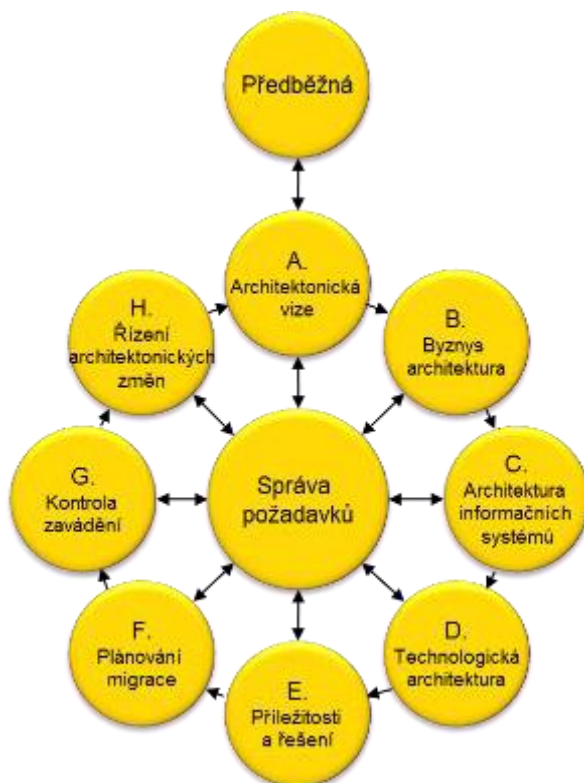 Předběžná
A.
Architektonická
vize
B.
Byznys
architektura
C.
Architektura
informačních
systémů
D.
Technologická
architektura
E.
Příležitosti
a řešení
F.
Plánování
migrace
G.
Kontrola
zavádění
H.
Řízení
architektonických
změn
Správa
požadavků